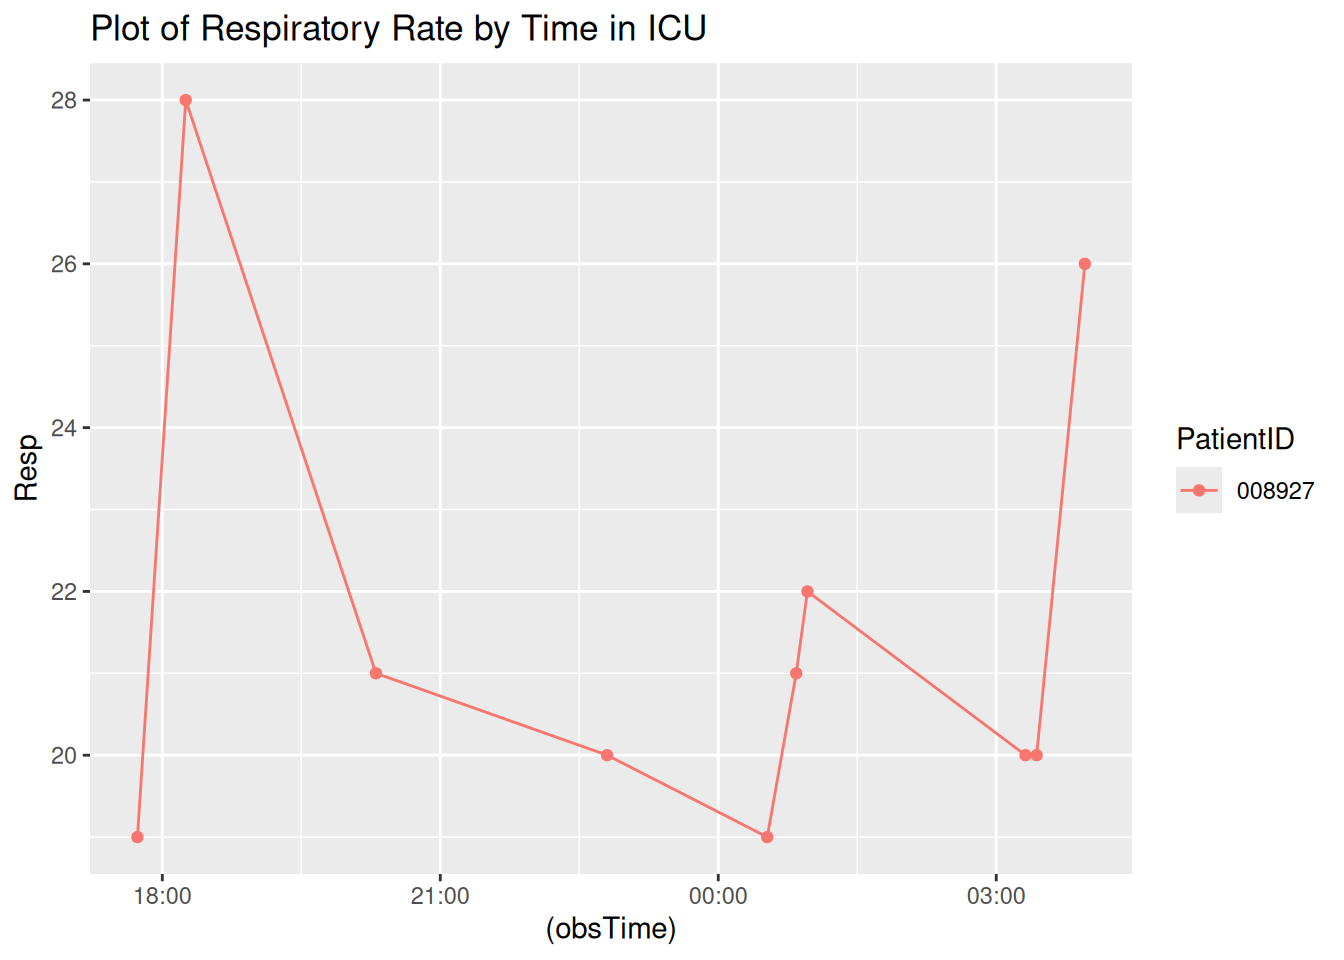 Plot of Respiratory Rate by Time in ICU
28
26
24
22
20
Resp
18:00 21:00 00:00 03:00
(obsTime)
PatientID
008927